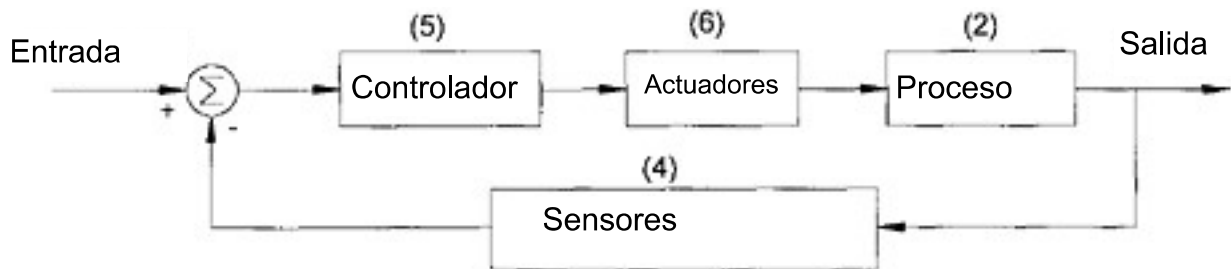 (5)
(6)
(2)
Entrada
Salida
Σ
Controlador
Actuadores
Proceso
+
-
(4)
Sensores